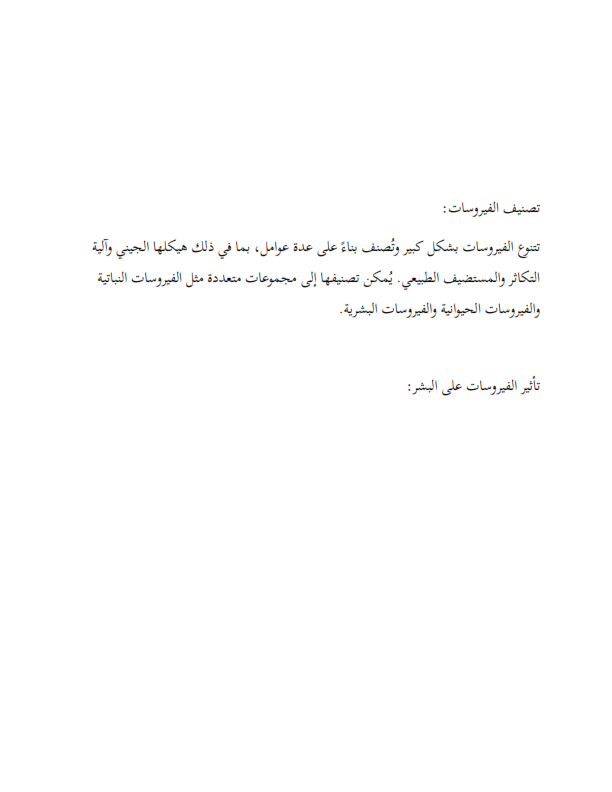 تصنيف الفيروسات:
تتنوع الفيروسات بشكل كبير وتُصنف بناءً على عدة عوامل، بما في ذلك هيكلها الجيني وآلية
التكاثر والمستضيف الطبيعي. يُمكن تصنيفها إلى مجموعات متعددة مثل الفيروسات النباتية
والفيروسات الحيوانية والفيروسات البشرية.
تأثير الفيروسات على البشر: